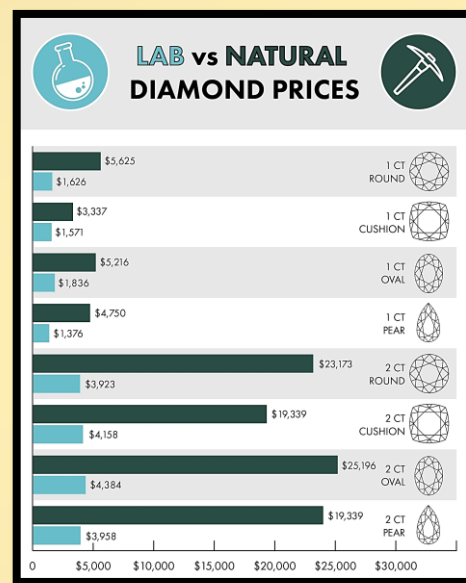 LAB vs NATURAL
DIAMOND PRICES
$5,625
$1,626
1 CT
ROUND
$3,337
$1,571
1 CT
CUSHION
$5,216
$1,836
1 CT
OVAL
$4,750
$1,376
1 CT
PEAR
$23,173
$3,923
2 CT
ROUND
$19,339
$4,158
2 CT
CUSHION
$25,196
$4,384
2 CT
OVAL
$19,339
$3,958
2 CT
PEAR
0 $5,000 $10,000 $15,000 $20,000 $25,000 $30,000